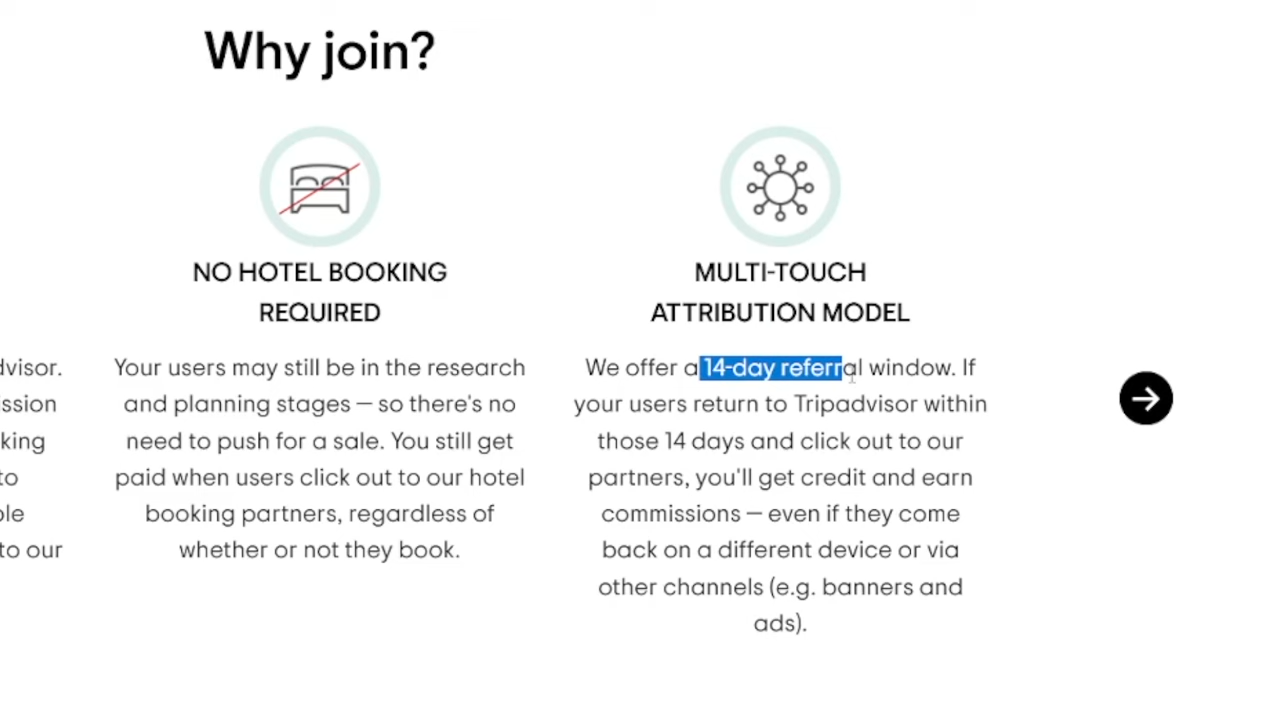 Why join?
NO HOTEL BOOKING
REQUIRED
Your users may still be in the research
and planning stages — so there's no
need to push for a sale. You still get
paid when users click out to our hotel
booking partners, regardless of
whether or not they book.
MULTI-TOUCH
ATTRIBUTION MODEL
We offer a 14-day referral window. If
your users return to Tripadvisor within
those 14 days and click out to our
partners, you'll get credit and earn
commissions — even if they come
back on a different device or via
other channels (e.g. banners and
ads).
to
to our